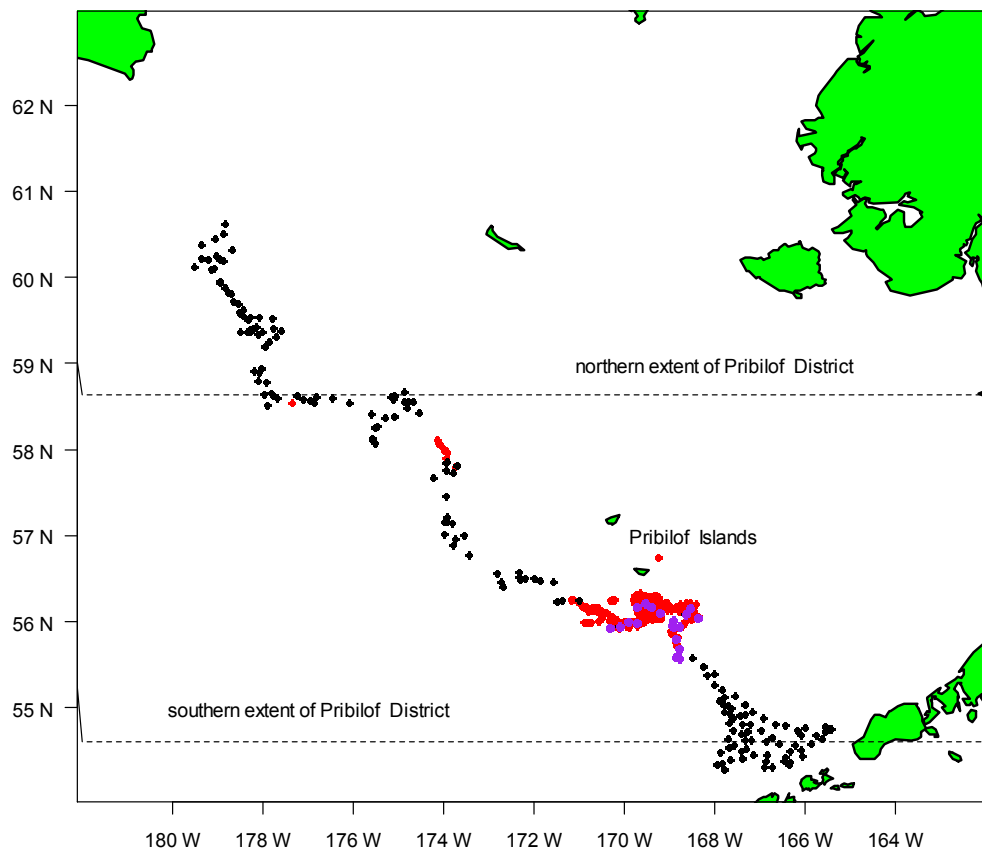 62 N
61 N
60 N
59 N
northern extent of Pribilof District
58 N
57 N
Pribilof Islands
56 N
55 N
southern extent of Pribilof District
180 W 178 W 176 W 174 W 172 W 170 W 168 W 166 W 164 W